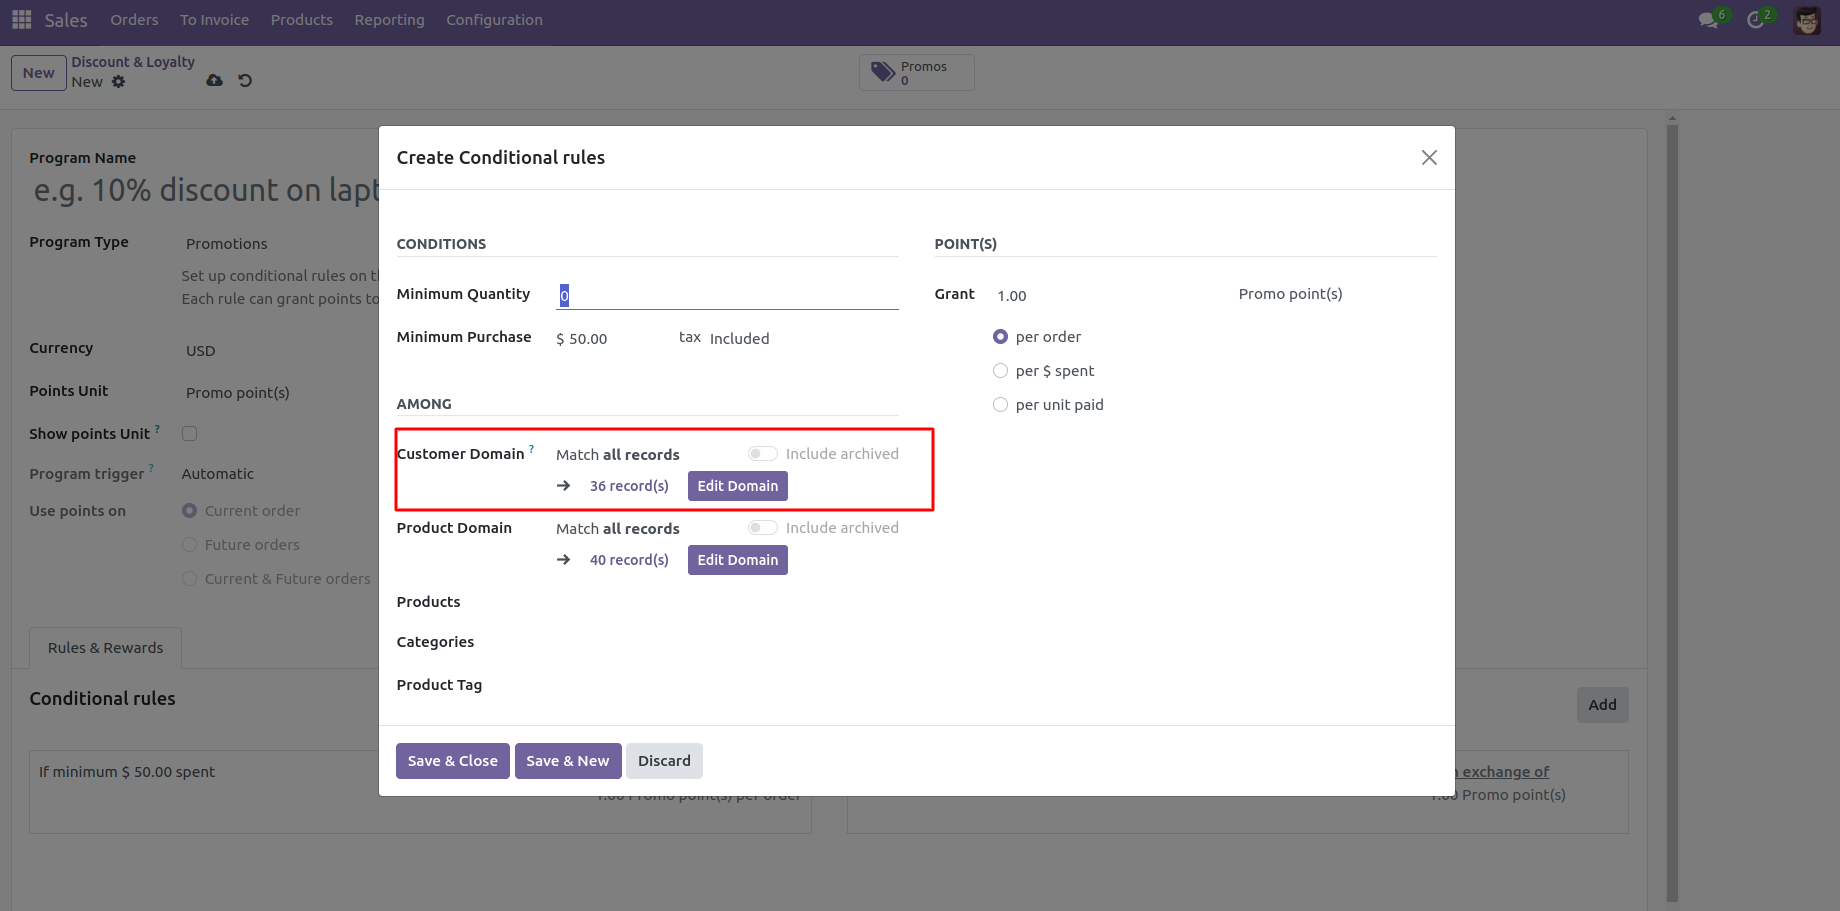 Sales Orders To Invoice Products Reporting Configuration 6 2
New Discount & Loyalty
New
Promos
0
Program Name
e.g. 10% discount on lapt
Program Type Promotions
Set up conditional rules on t
Each rule can grant points to
Currency USD
Points Unit Promo point(s)
Show points Unit ?
Program trigger ? Automatic
Use points on Current order
Future orders
Current & Future orders
Rules & Rewards
Conditional rules
Add
If minimum $ 50.00 spent
1.00 Promo point(s) per order
n exchange of
1.00 Promo point(s)
Create Conditional rules
CONDITIONS
Minimum Quantity 0
Minimum Purchase $ 50.00 tax Included
POINT(S)
Grant 1.00 Promo point(s)
per order
per $ spent
per unit paid
AMONG
Customer Domain ? Match all records Include archived
→ 36 record(s) Edit Domain
Product Domain Match all records Include archived
→ 40 record(s) Edit Domain
Products
Categories
Product Tag
Save & Close Save & New Discard